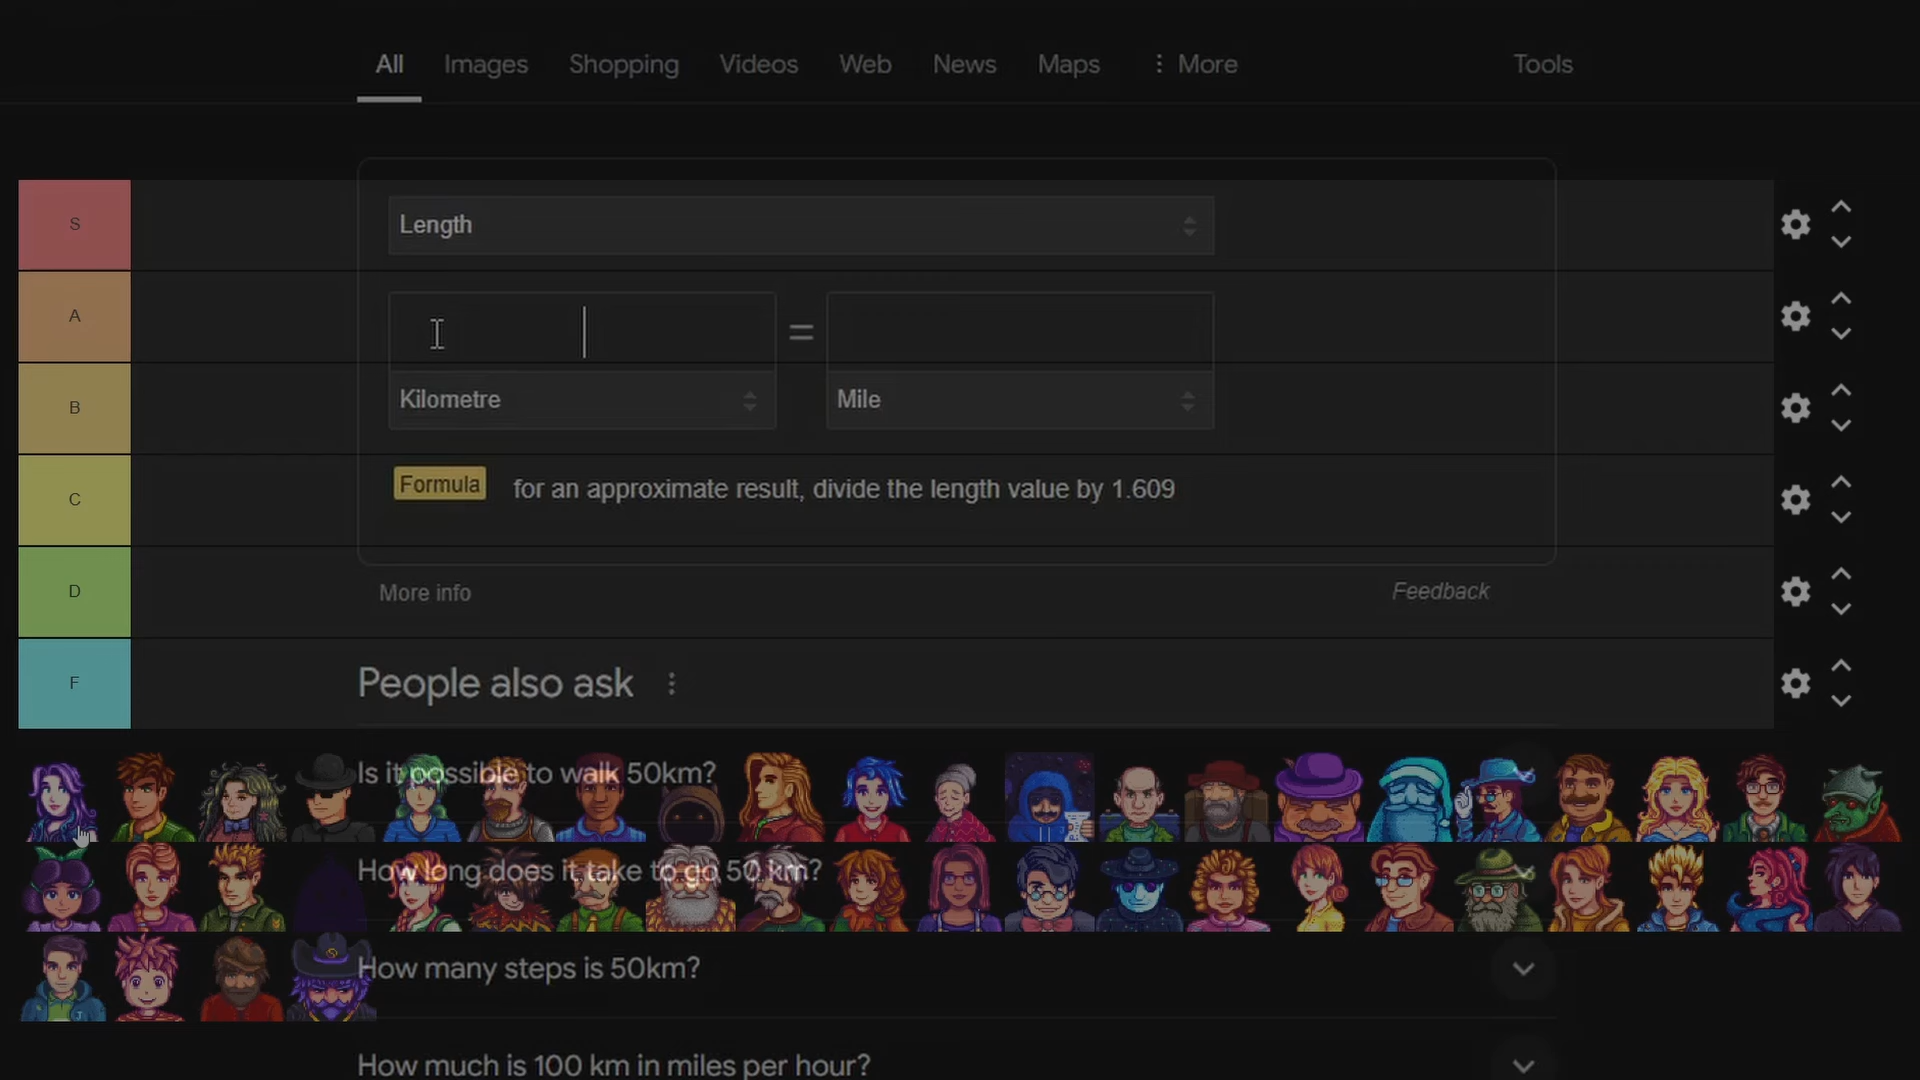 All Images Shopping Videos Web News Maps More Tools
S
Length
A
=
B
Kilometre Mile
C
Formula for an approximate result, divide the length value by 1.609
D
More info Feedback
F
People also ask
Is it possible to walk 50km?
How long does it take to go 50 km?
How many steps is 50km?
How much is 100 km in miles per hour?